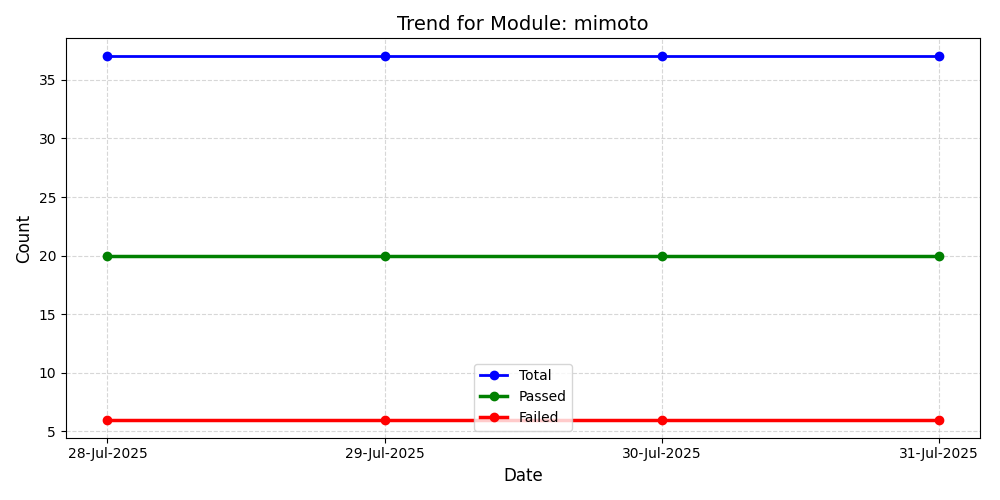 Trend for Module: mimoto
Count
35
30
25
20
15
10
5
Total
Passed
Failed
28-Jul-2025
29-Jul-2025
30-Jul-2025
31-Jul-2025
Date